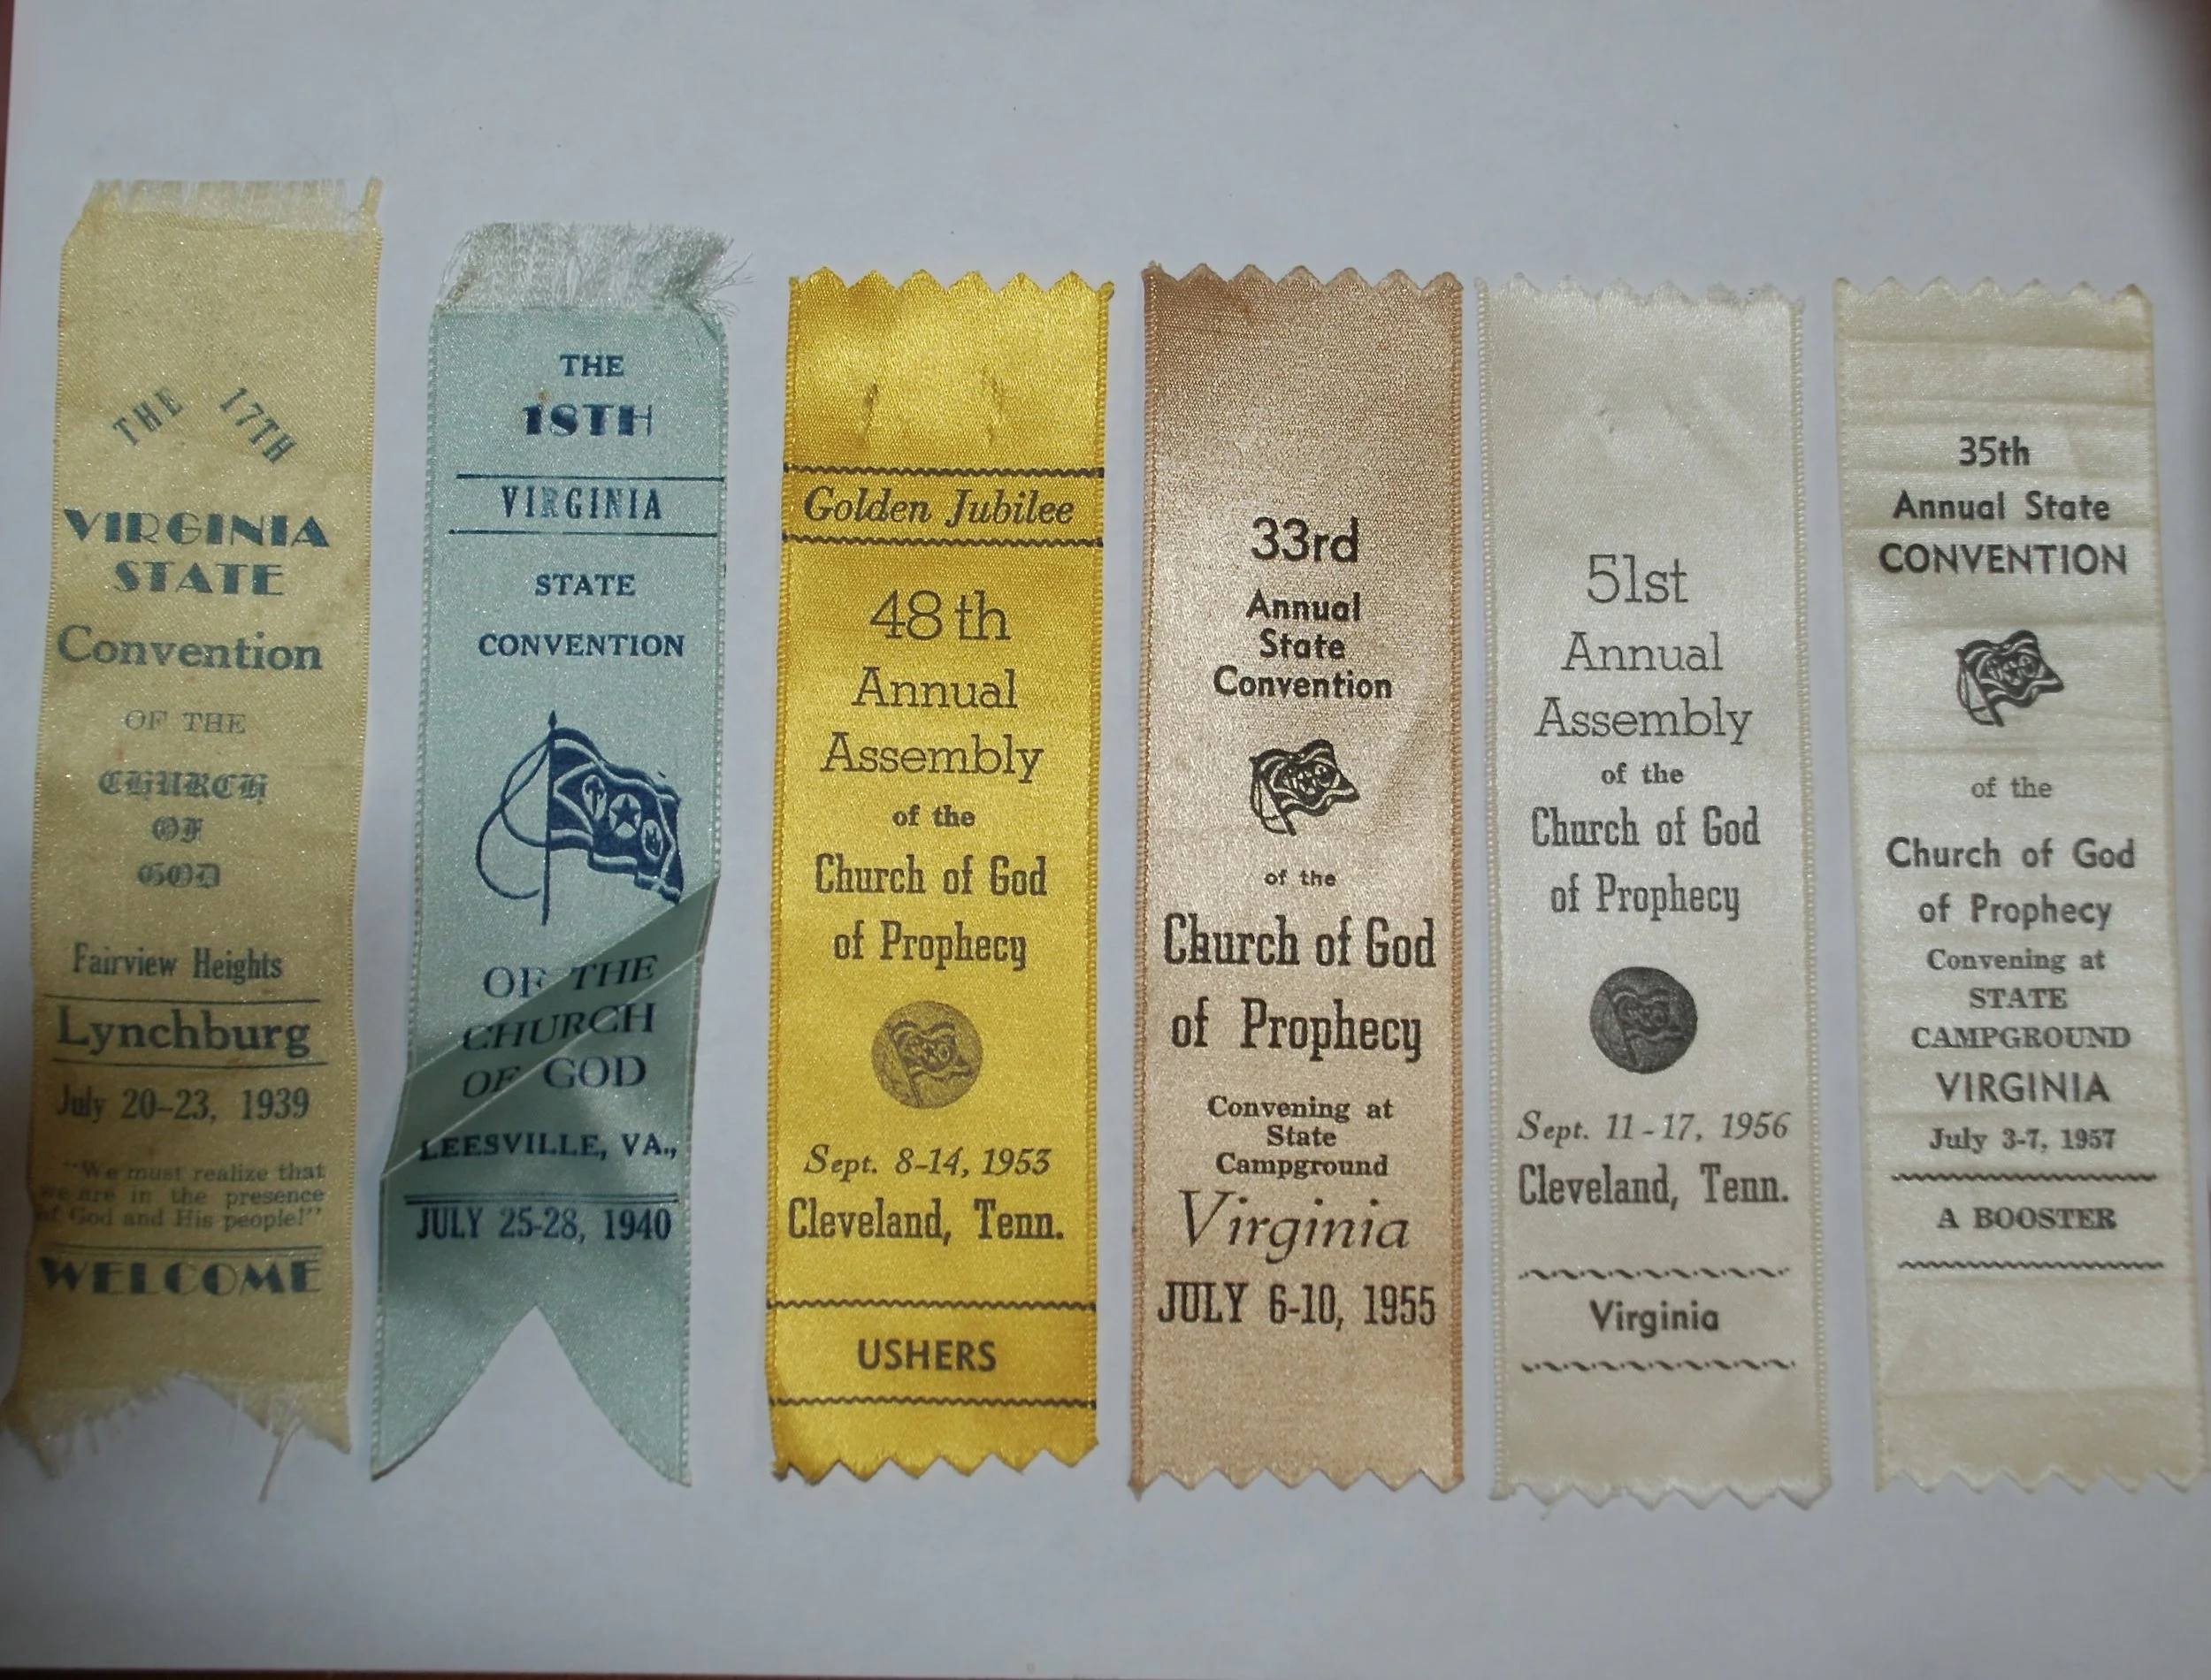 THE 17TH
VIRGINIA
STATE
Convention
OF THE
CHURCH
OF
GOD
Fairview Heights
Lynchburg
July 20-23, 1939
"We must realize that
we are in the presence
of God and His people!"
WELCOME
THE
18TH
VIRGINIA
STATE
CONVENTION
OF THE
CHURCH
OF GOD
LEESVILLE, VA.,
JULY 25-28, 1940
Golden Jubilee
48th
Annual
Assembly
of the
Church of God
of Prophecy
Sept. 8-14, 1953
Cleveland, Tenn.
USHERS
33rd
Annual
State
Convention
of the
Church of God
of Prophecy
Convening at
State
Campground
Virginia
JULY 6-10, 1955
51st
Annual
Assembly
of the
Church of God
of Prophecy
Sept. 11-17, 1956
Cleveland, Tenn.
Virginia
35th
Annual State
CONVENTION
of the
Church of God
of Prophecy
Convening at
STATE
CAMPGROUND
VIRGINIA
July 3-7, 1957
A BOOSTER